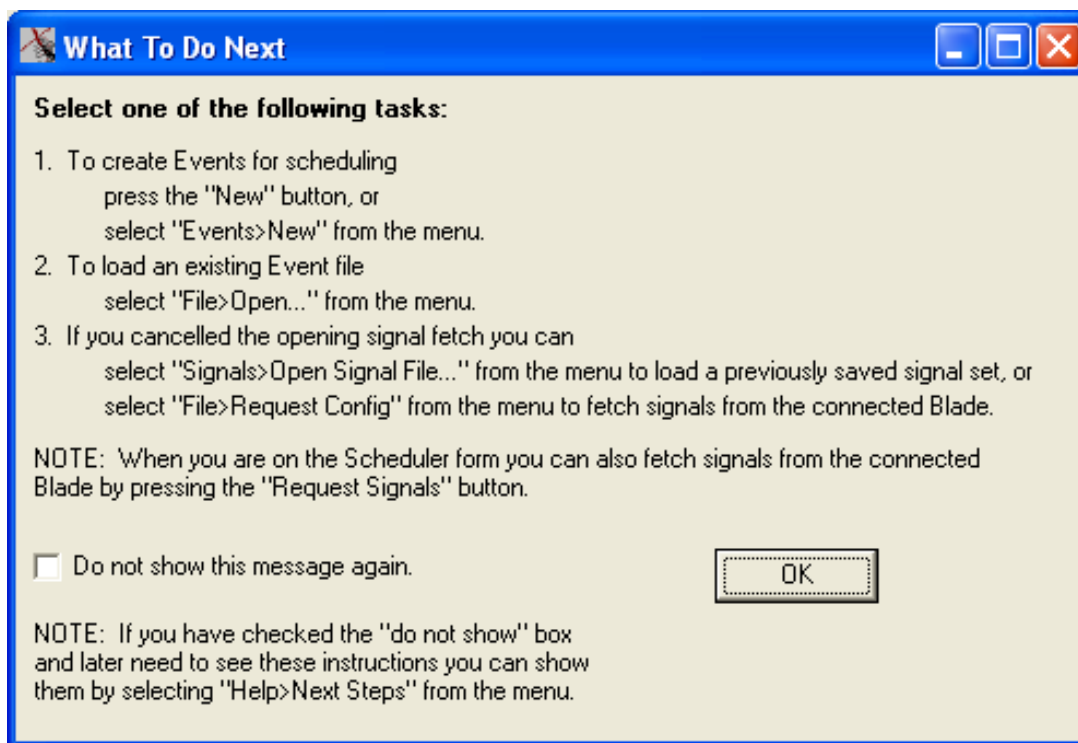 What To Do Next
Select one of the following tasks:
1. To create Events for scheduling
press the "New" button, or
select "Events>New" from the menu.
2. To load an existing Event file
select "File>Open..." from the menu.
3. If you cancelled the opening signal fetch you can
select "Signals>Open Signal File..." from the menu to load a previously saved signal set, or
select "File>Request Config" from the menu to fetch signals from the connected Blade.
NOTE: When you are on the Scheduler form you can also fetch signals from the connected
Blade by pressing the "Request Signals" button.
Do not show this message again.
OK
NOTE: If you have checked the "do not show" box
and later need to see these instructions you can show
them by selecting "Help>Next Steps" from the menu.